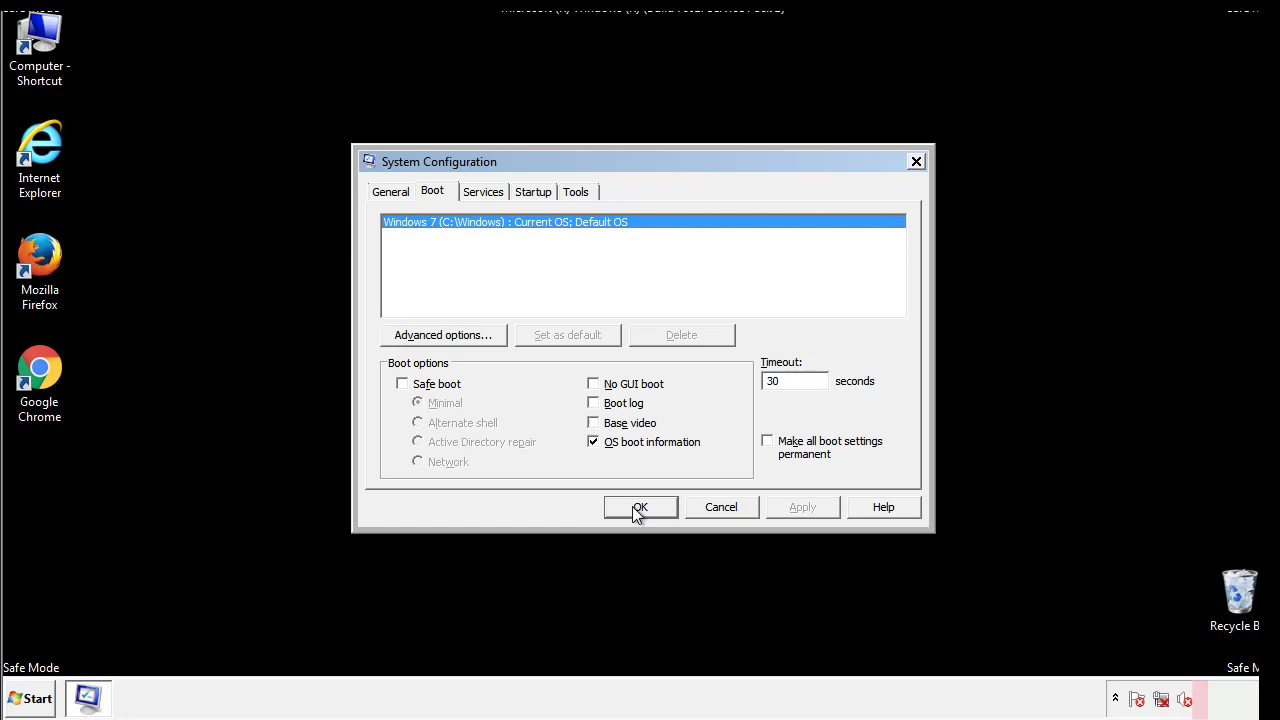 Computer -
Shortcut
Internet
Explorer
Mozilla
Firefox
Google
Chrome
System Configuration
General Boot Services Startup Tools
Windows 7 (C:\Windows) : Current OS; Default OS
Advanced options... Set as default Delete
Boot options
Safe boot
Minimal
Alternate shell
Active Directory repair
Network
No GUI boot
Boot log
Base video
OS boot information
Timeout:
30 seconds
Make all boot settings
permanent
OK Cancel Apply Help
Recycle B
Safe Mode
Safe M
Start